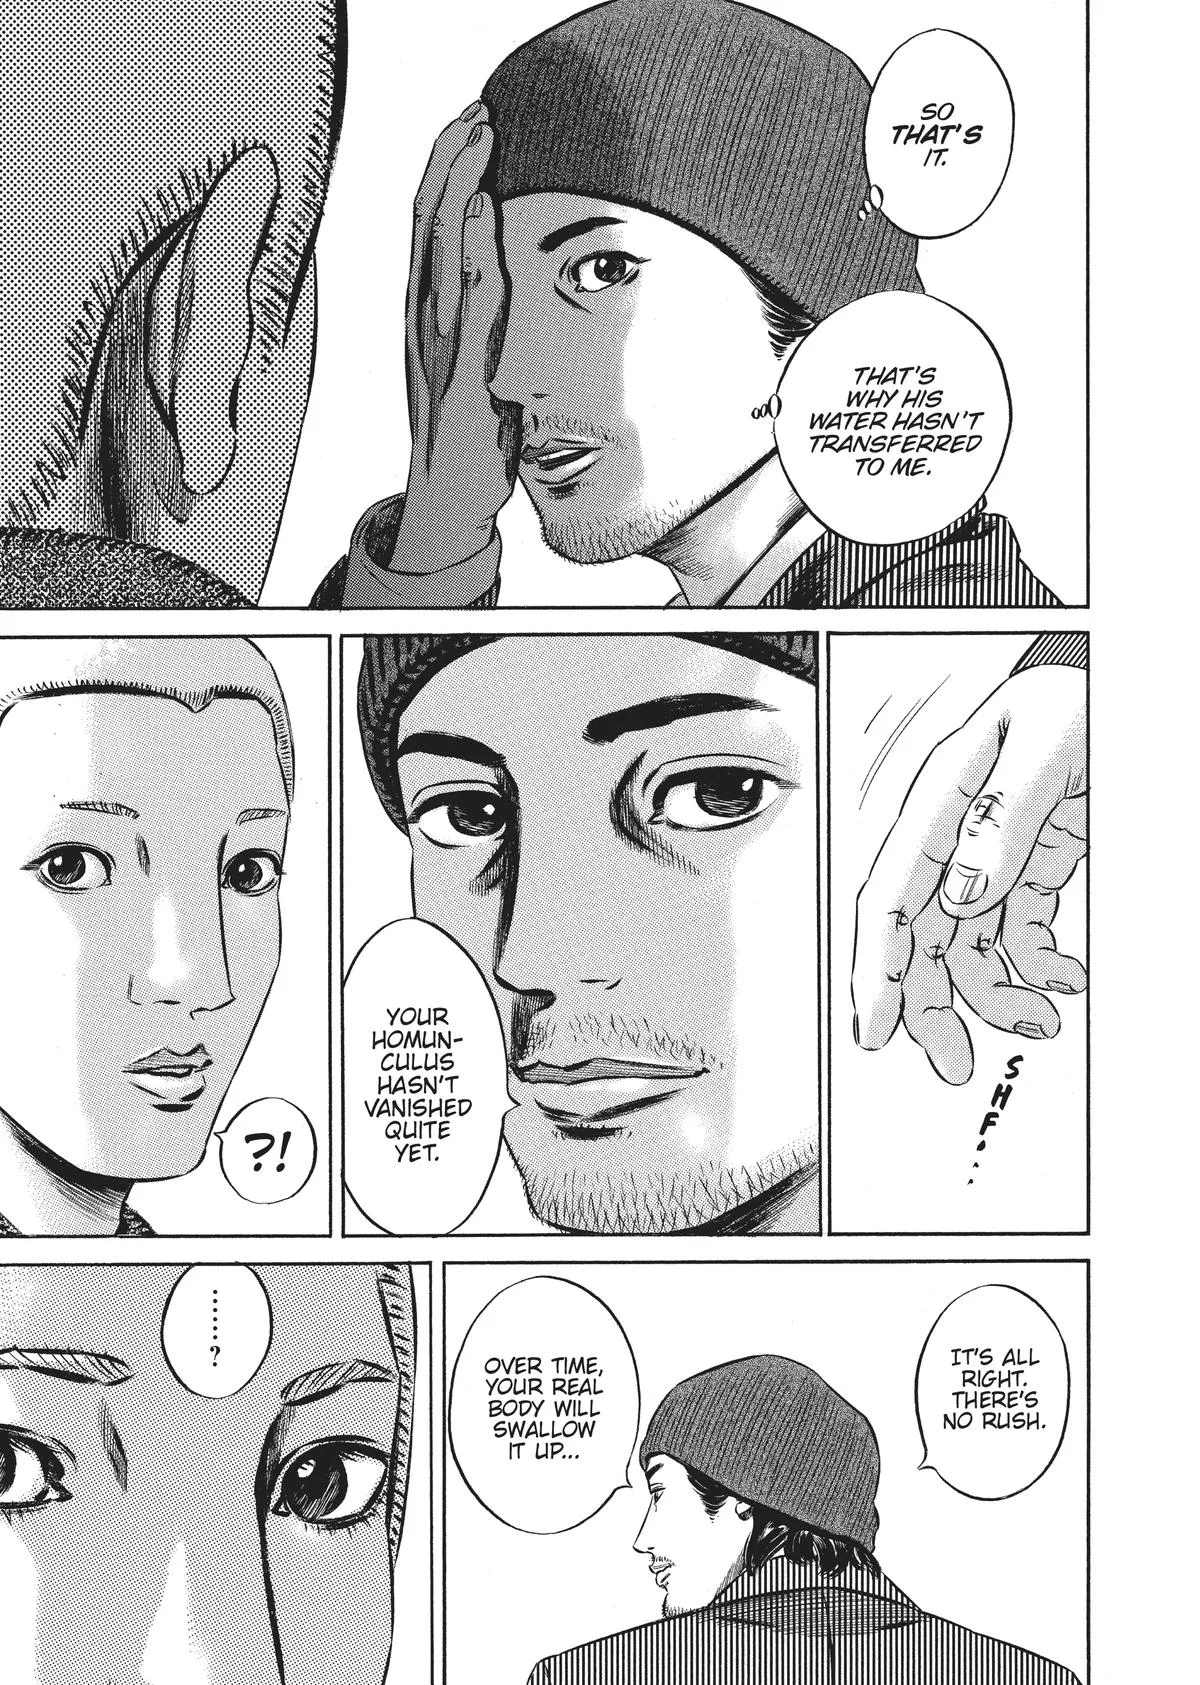 SO
THAT'S
IT.
THAT'S
WHY HIS
WATER HASN'T
TRANSFERRED
TO ME.
SHF...
YOUR
HOMUN-
CULUS
HASN'T
VANISHED
QUITE
YET.
?!
IT'S ALL
RIGHT.
THERE'S
NO RUSH.
OVER TIME,
YOUR REAL
BODY WILL
SWALLOW
IT UP...
......?